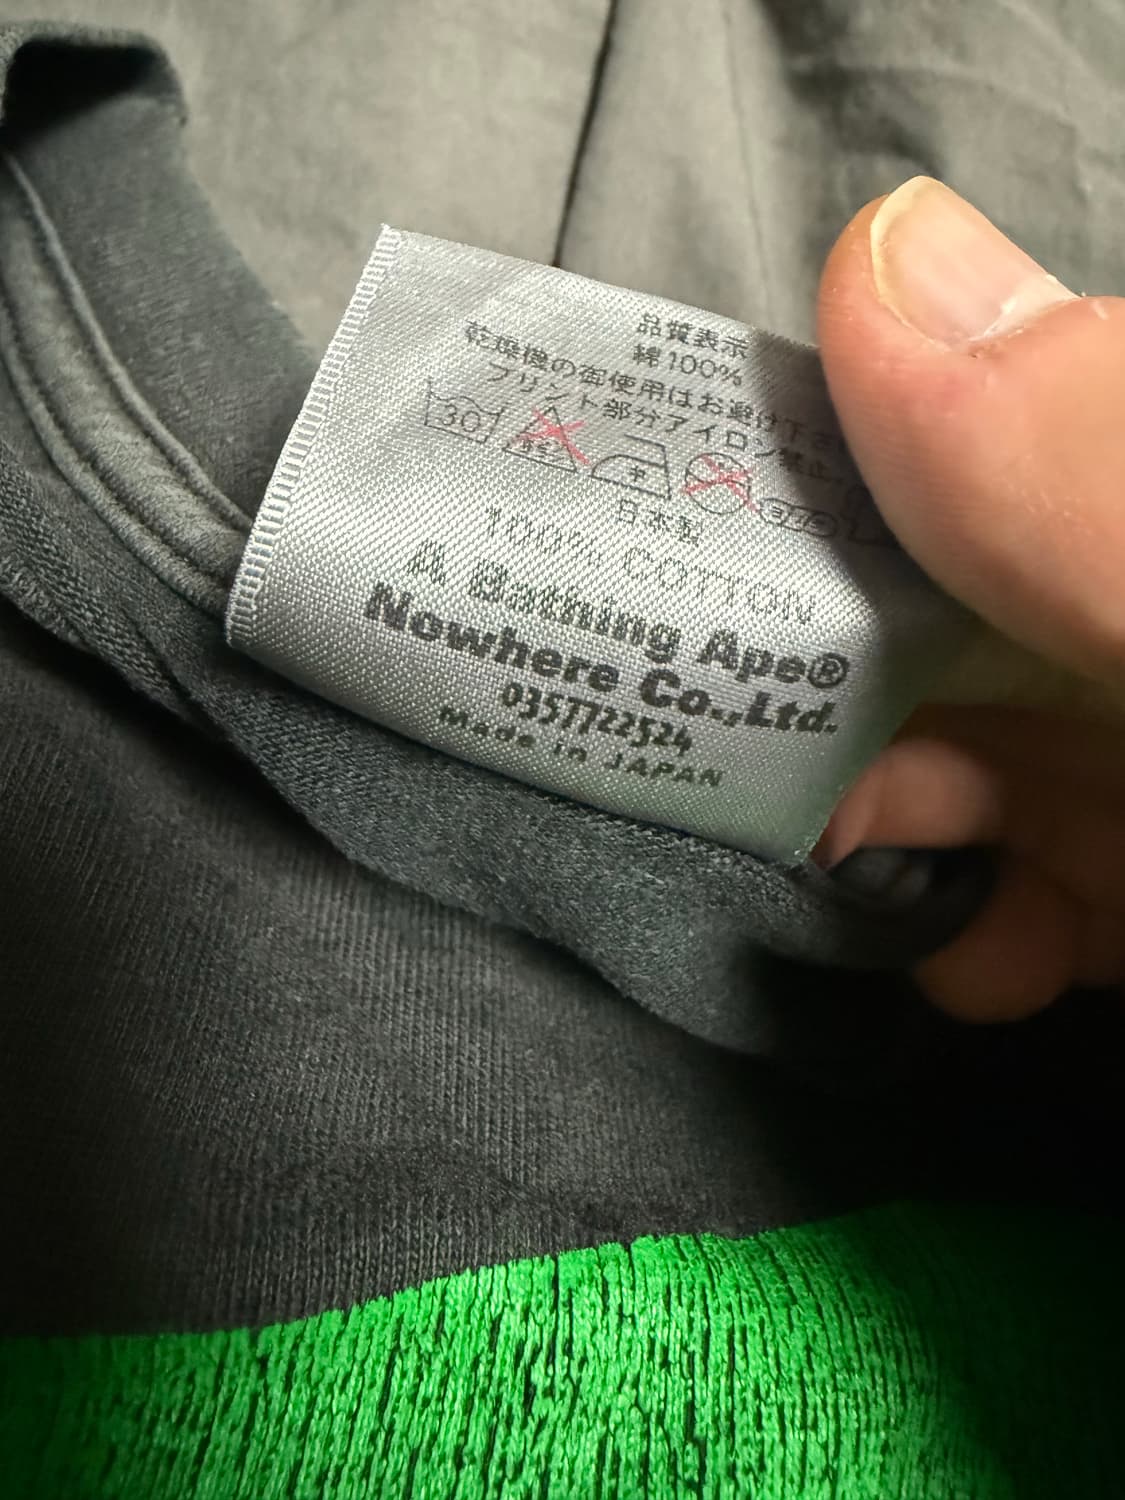 品質表示
綿100%
乾燥機の御使用はお避け下さ
プリント部分アイロン禁止
30
日本製
100% COTTON
A Bathing Ape®
Nowhere Co.,Ltd.
0357722524
Made in JAPAN